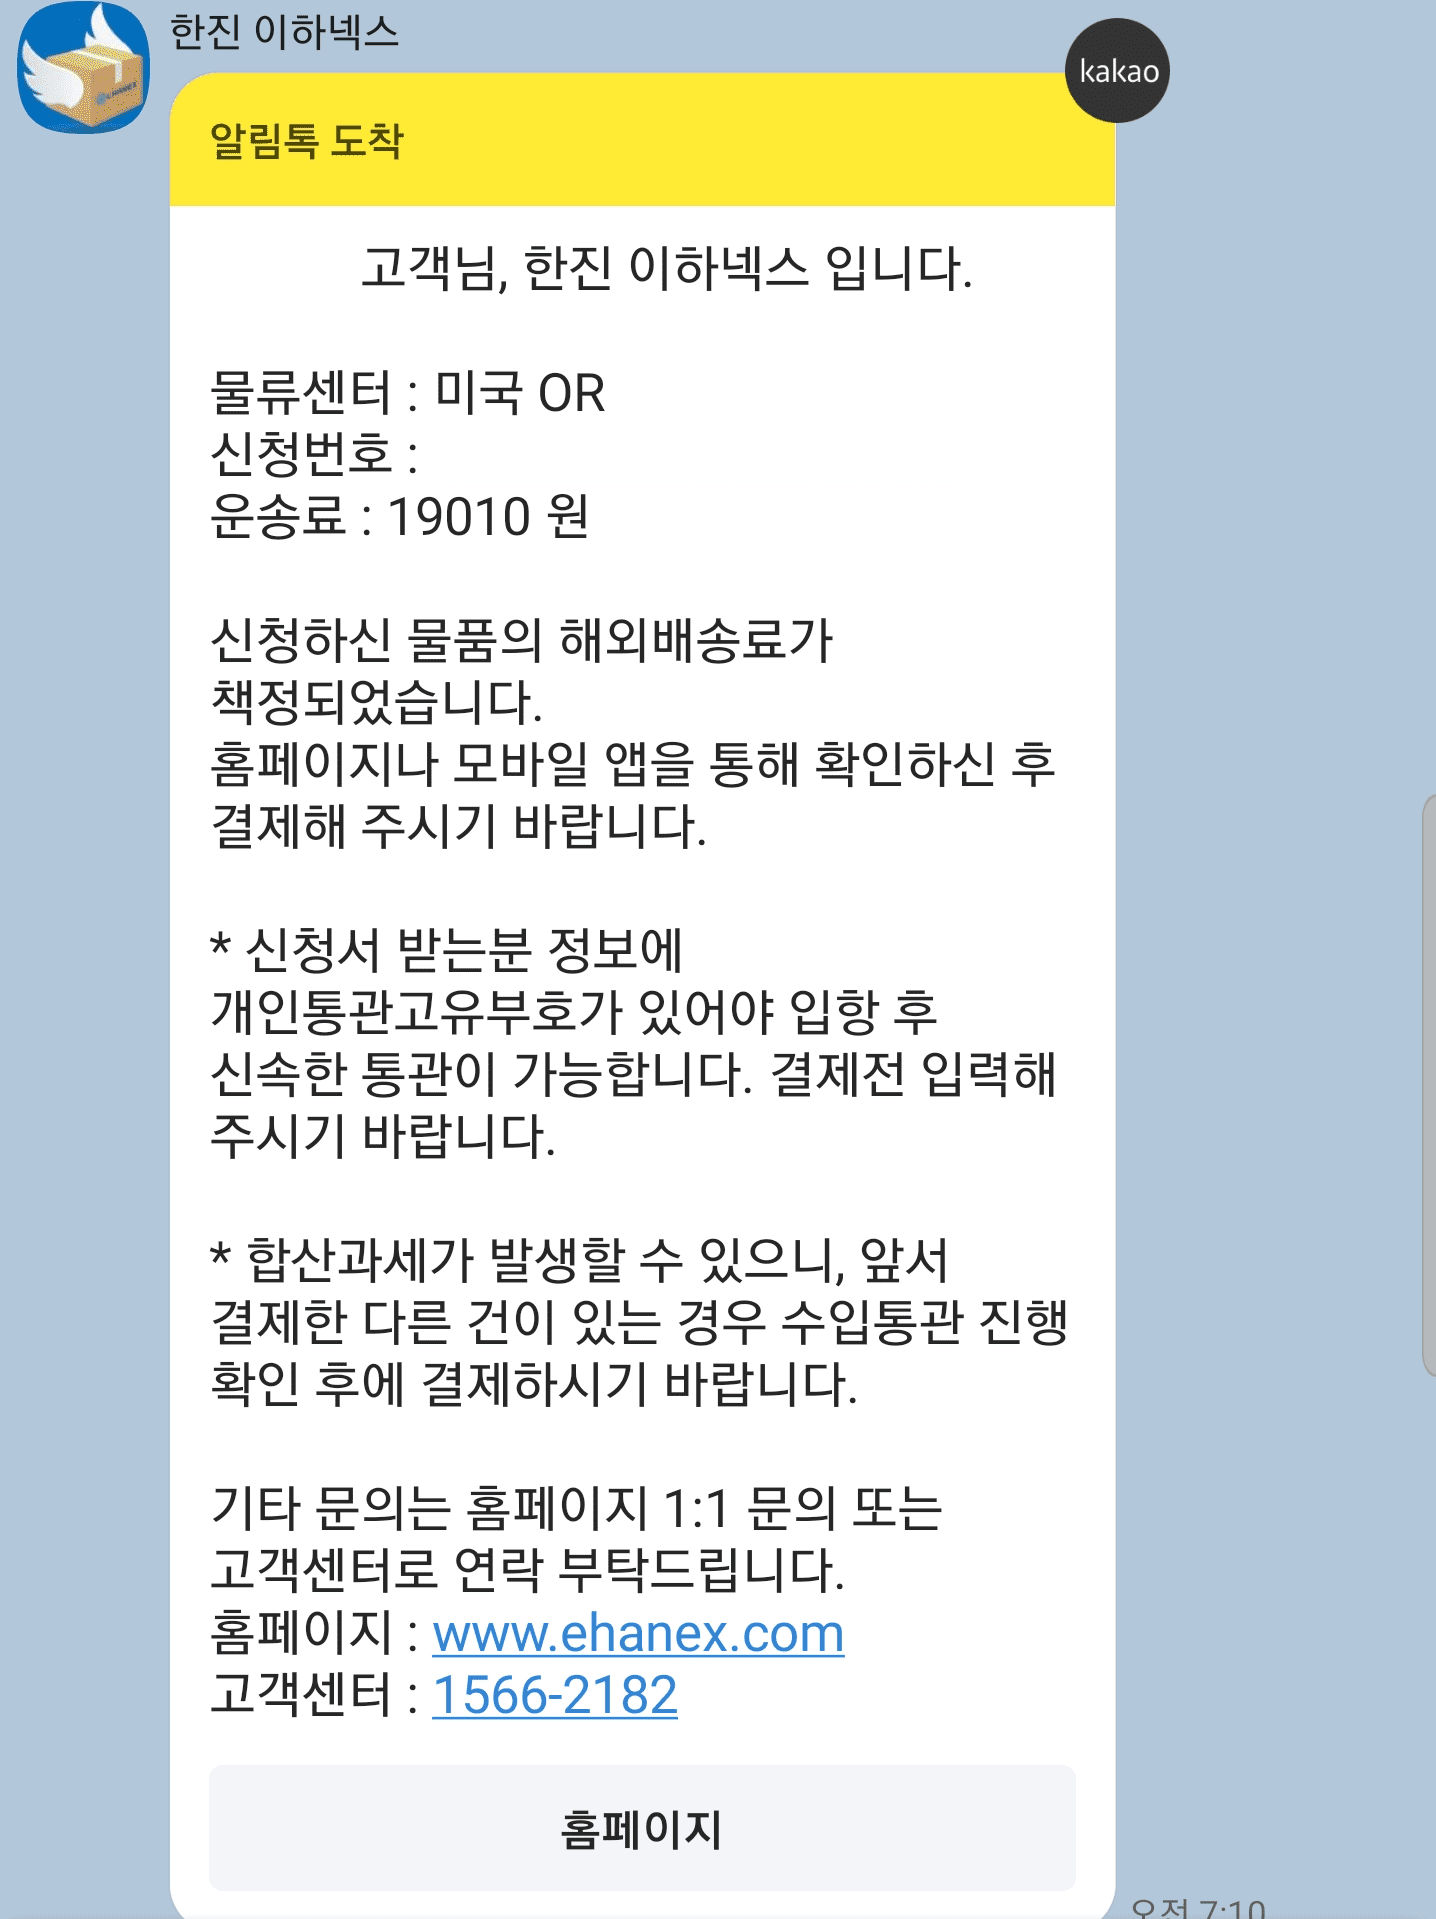 한진 이하넥스
kakao
알림톡 도착
고객님, 한진 이하넥스 입니다.
물류센터 : 미국 OR
신청번호 :
운송료 : 19010 원
신청하신 물품의 해외배송료가
책정되었습니다.
홈페이지나 모바일 앱을 통해 확인하신 후
결제해 주시기 바랍니다.
* 신청서 받는분 정보에
개인통관고유부호가 있어야 입항 후
신속한 통관이 가능합니다. 결제전 입력해
주시기 바랍니다.
* 합산과세가 발생할 수 있으니, 앞서
결제한 다른 건이 있는 경우 수입통관 진행
확인 후에 결제하시기 바랍니다.
기타 문의는 홈페이지 1:1 문의 또는
고객센터로 연락 부탁드립니다.
홈페이지 : www.ehanex.com
고객센터 : 1566-2182
홈페이지
오전 7:10